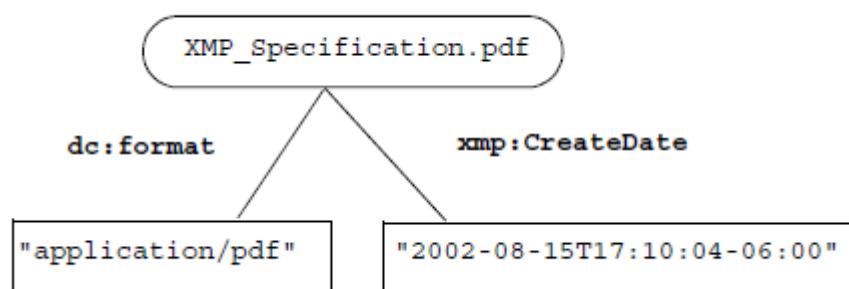 XMP_Specification.pdf
dc:format
xmp:CreateDate
"application/pdf"
"2002-08-15T17:10:04-06:00"